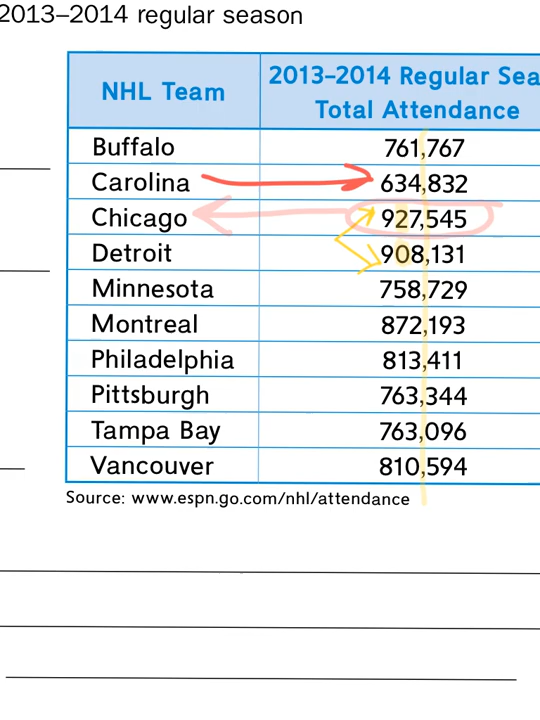 2013–2014 regular season
NHL Team 2013–2014 Regular Sea
Total Attendance
Buffalo 761,767
Carolina 634,832
Chicago 927,545
Detroit 908,131
Minnesota 758,729
Montreal 872,193
Philadelphia 813,411
Pittsburgh 763,344
Tampa Bay 763,096
Vancouver 810,594
Source: www.espn.go.com/nhl/attendance